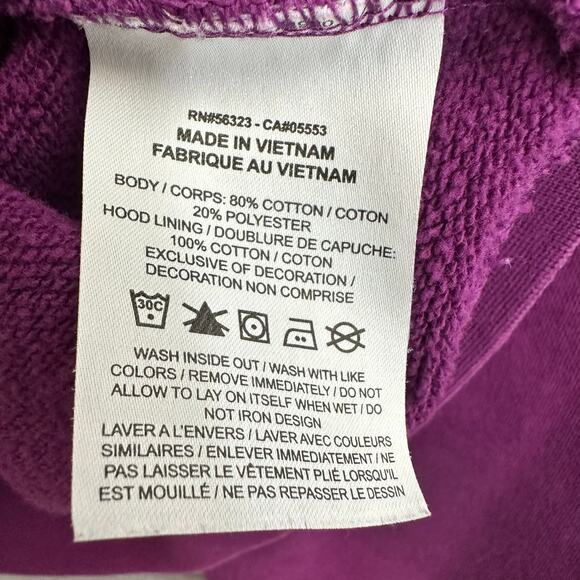 RN#56323 - CA#05553
MADE IN VIETNAM
FABRIQUE AU VIETNAM
BODY / CORPS: 80% COTTON / COTON
20% POLYESTER
HOOD LINING / DOUBLURE DE CAPUCHE:
100% COTTON / COTON
EXCLUSIVE OF DECORATION /
DECORATION NON COMPRISE
30C
WASH INSIDE OUT / WASH WITH LIKE
COLORS / REMOVE IMMEDIATELY / DO NOT
ALLOW TO LAY ON ITSELF WHEN WET / DO
NOT IRON DESIGN
LAVER A L'ENVERS / LAVER AVEC COULEURS
SIMILAIRES / ENLEVER IMMEDIATEMENT / NE
PAS LAISSER LE VÊTEMENT PLIÉ LORSQU'IL
EST MOUILLÉ / NE PAS REPASSER LE DESSIN